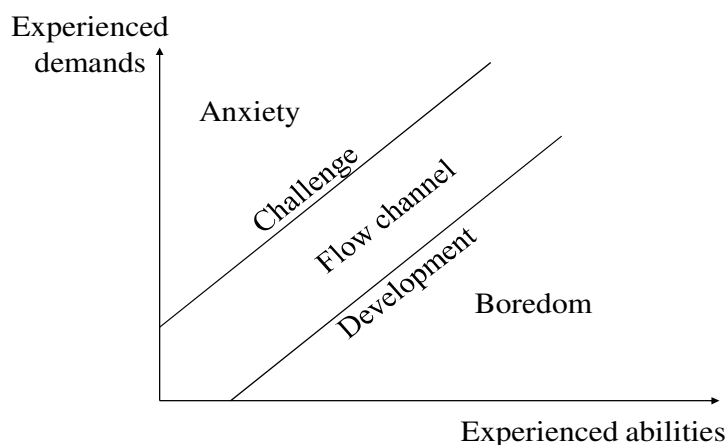 Experienced
demands
Anxiety
Challenge
Flow channel
Development
Boredom
Experienced abilities